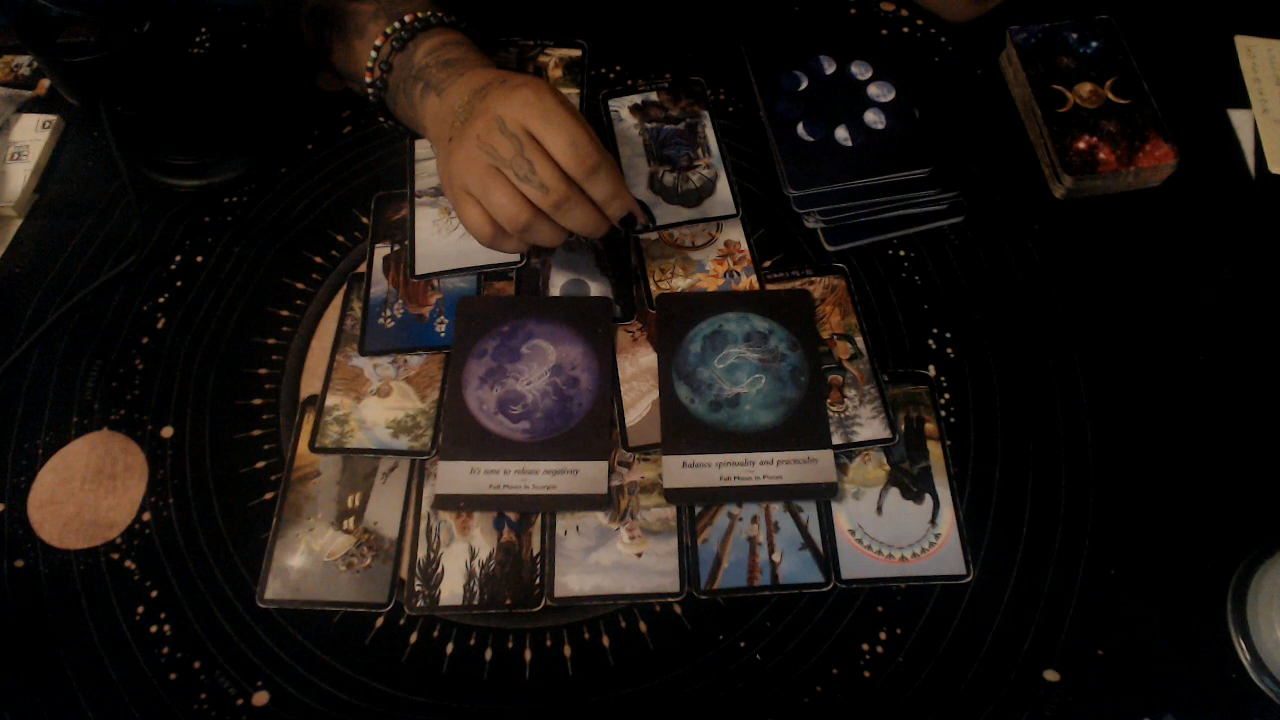 It's time to release negativity
Full Moon in Scorpio
Balance spirituality and practicality
Full Moon in Pisces